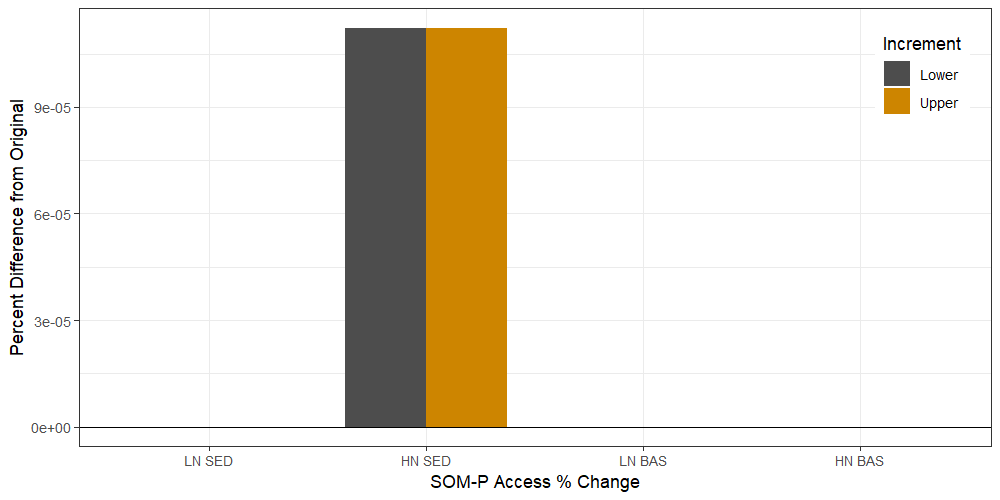 Percent Difference from Original
9e-05
6e-05
3e-05
0e+00
Increment
Lower
Upper
LN SED
HN SED
LN BAS
HN BAS
SOM-P Access % Change